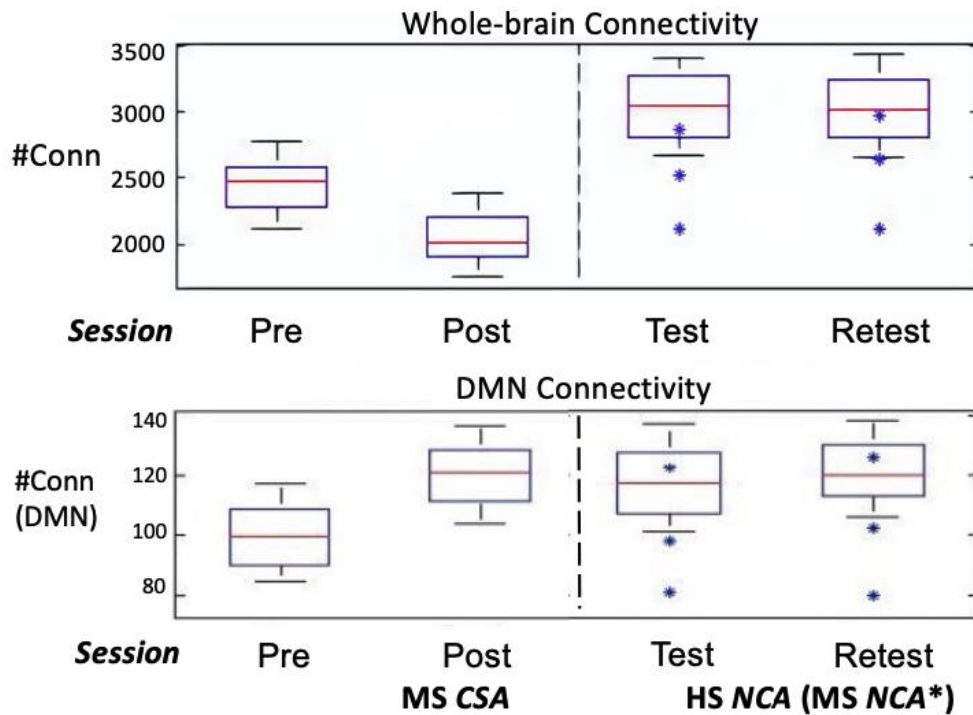 Whole-brain Connectivity
3500
3000
#Conn
2500
2000
Session Pre Post Test Retest
DMN Connectivity
140
120
#Conn
(DMN)
100
80
Session Pre Post Test Retest
MS CSA HS NCA (MS NCA*)